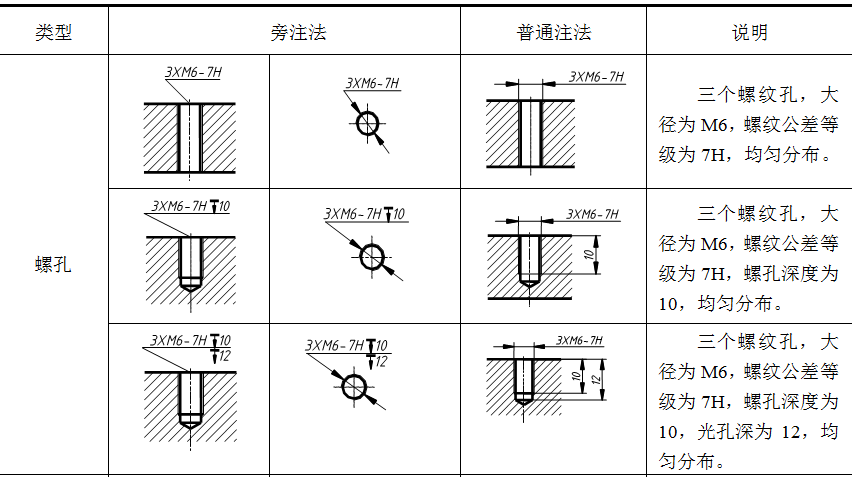 类型 旁注法 普通注法 说明
螺孔
3XM6-7H
3XM6-7H
3XM6-7H
三个螺纹孔，大
径为 M6，螺纹公差等
级为 7H，均匀分布。
3XM6-7H↧10
3XM6-7H↧10
3XM6-7H
10
三个螺纹孔，大
径为 M6，螺纹公差等
级为 7H，螺孔深度为
10，均匀分布。
3XM6-7H↧10
↧12
3XM6-7H↧10
↧12
3XM6-7H
10
12
三个螺纹孔，大
径为 M6，螺纹公差等
级为 7H，螺孔深度为
10，光孔深为 12，均
匀分布。